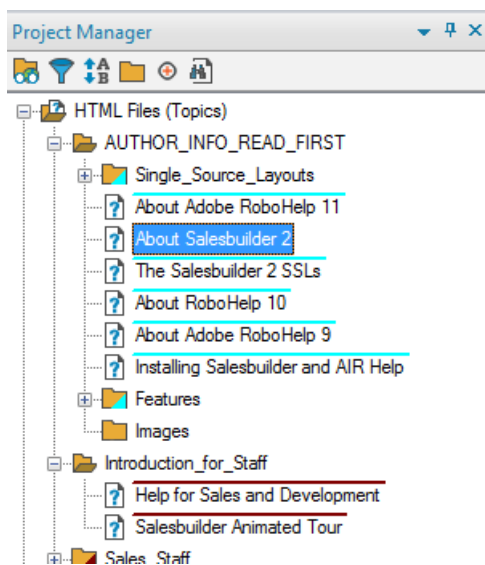 Project Manager
HTML Files (Topics)
AUTHOR_INFO_READ_FIRST
Single_Source_Layouts
About Adobe RoboHelp 11
About Salesbuilder 2
The Salesbuilder 2 SSLs
About RoboHelp 10
About Adobe RoboHelp 9
Installing Salesbuilder and AIR Help
Features
Images
Introduction_for_Staff
Help for Sales and Development
Salesbuilder Animated Tour
Sales_Staff